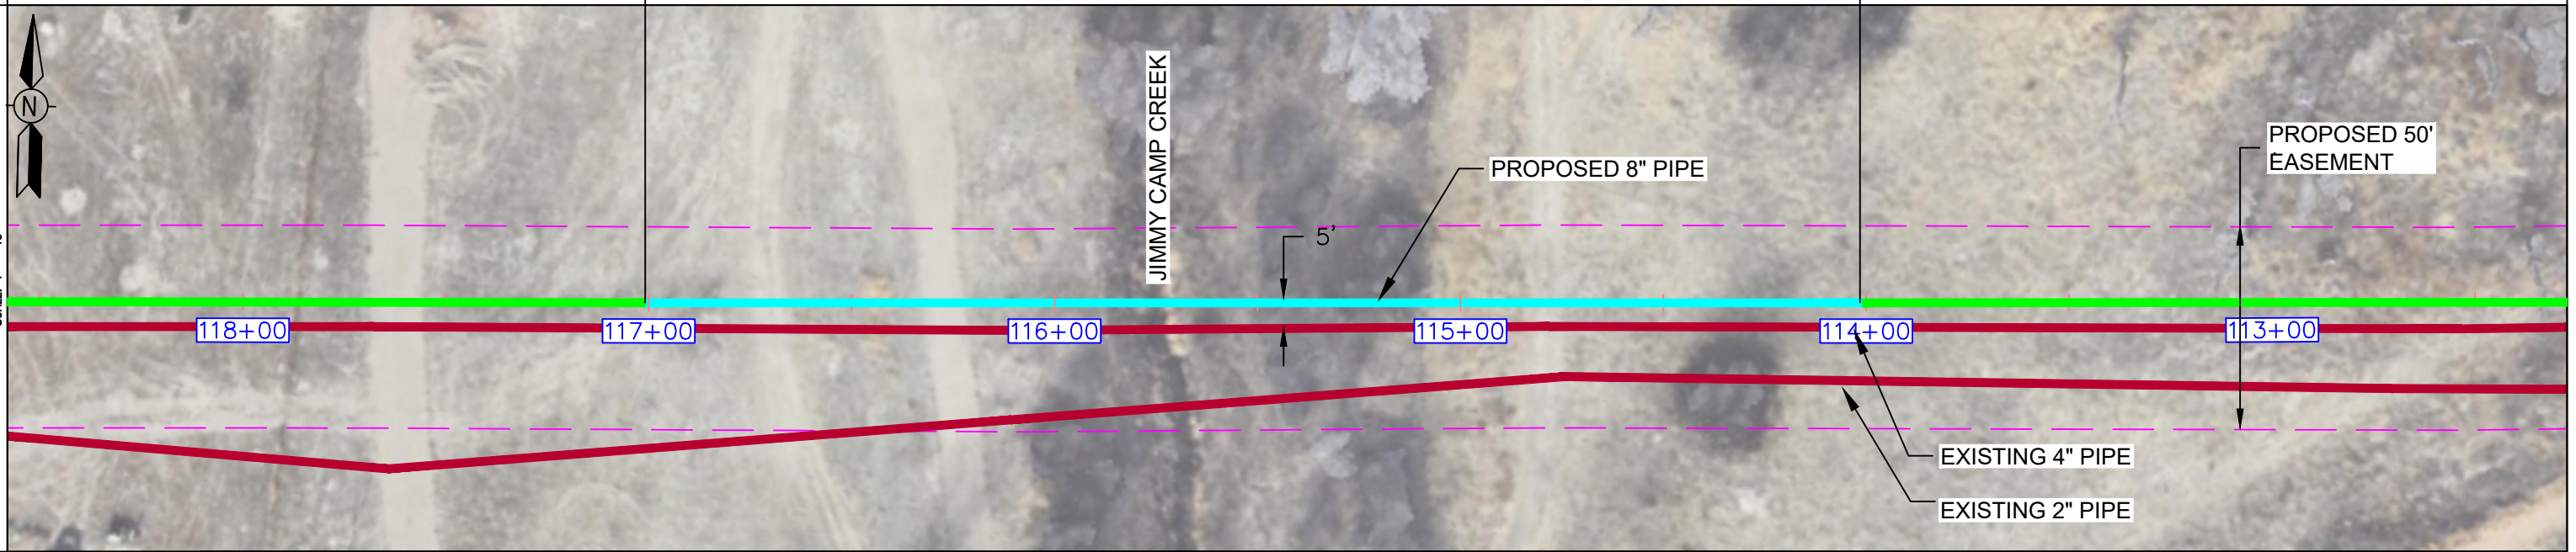 N
JIMMY CAMP CREEK
PROPOSED 8" PIPE
PROPOSED 50'
EASEMENT
5'
118+00
117+00
116+00
115+00
114+00
113+00
EXISTING 4" PIPE
EXISTING 2" PIPE